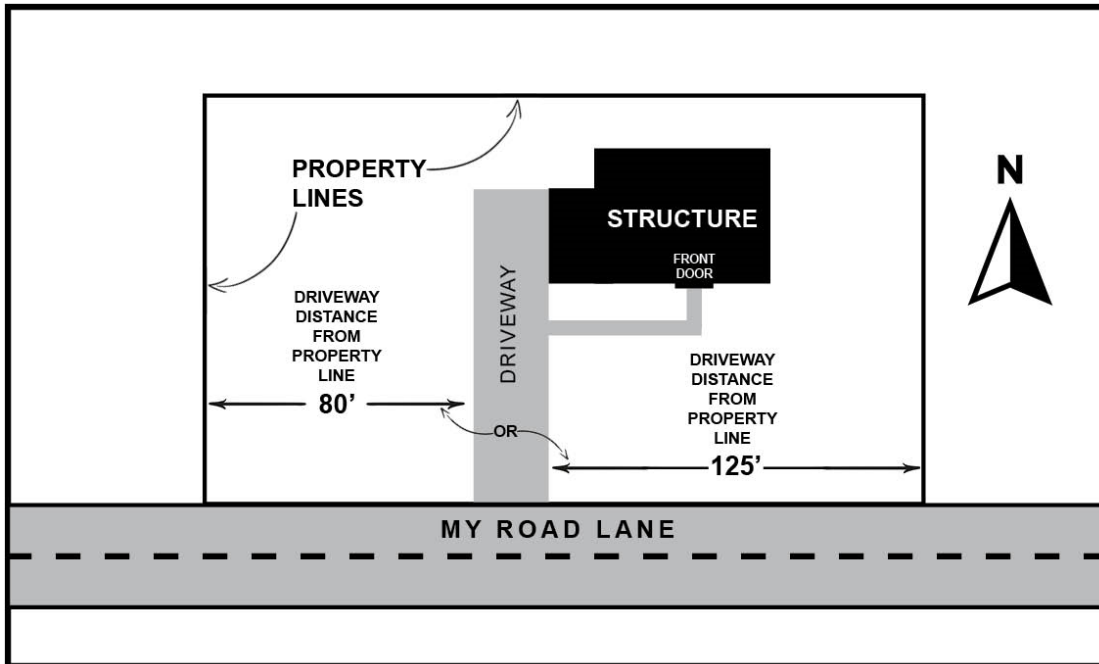 PROPERTY
LINES
N
STRUCTURE
FRONT
DOOR
DRIVEWAY
DRIVEWAY
DISTANCE
FROM
PROPERTY
LINE
80’
OR
DRIVEWAY
DISTANCE
FROM
PROPERTY
LINE
125’
MY ROAD LANE